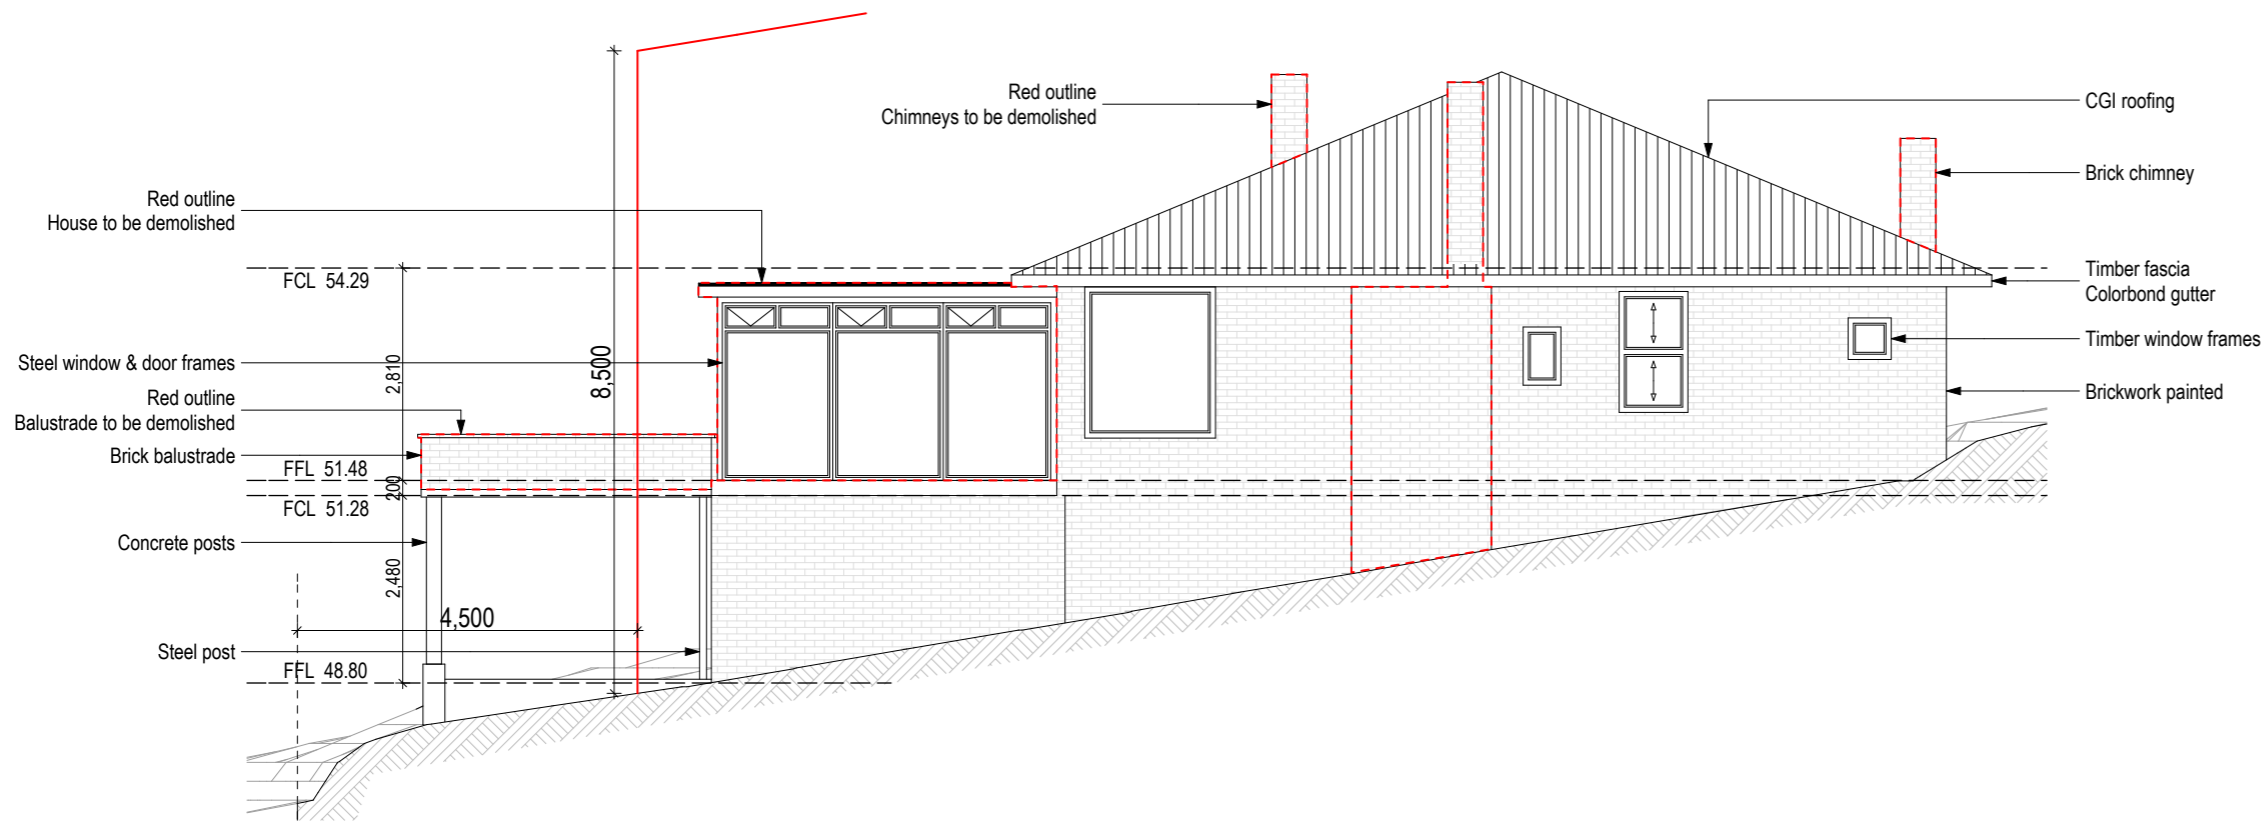 Red outline
Chimneys to be demolished
CGI roofing
Brick chimney
Red outline
House to be demolished
FCL 54.29
Timber fascia
Colorbond gutter
Timber window frames
Steel window & door frames
2,810
8,500
Red outline
Balustrade to be demolished
Brickwork painted
Brick balustrade
FFL 51.48
200
FCL 51.28
Concrete posts
2,480
4,500
Steel post
FFL 48.80